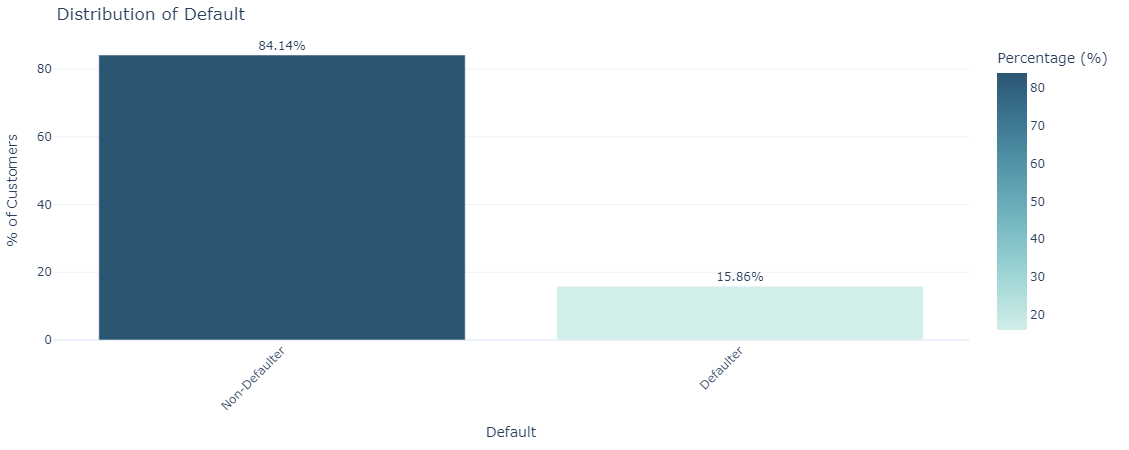 Distribution of Default
84.14%
15.86%
80
60
40
20
0
% of Customers
Non-Defaulter
Defaulter
Default
Percentage (%)
80
70
60
50
40
30
20